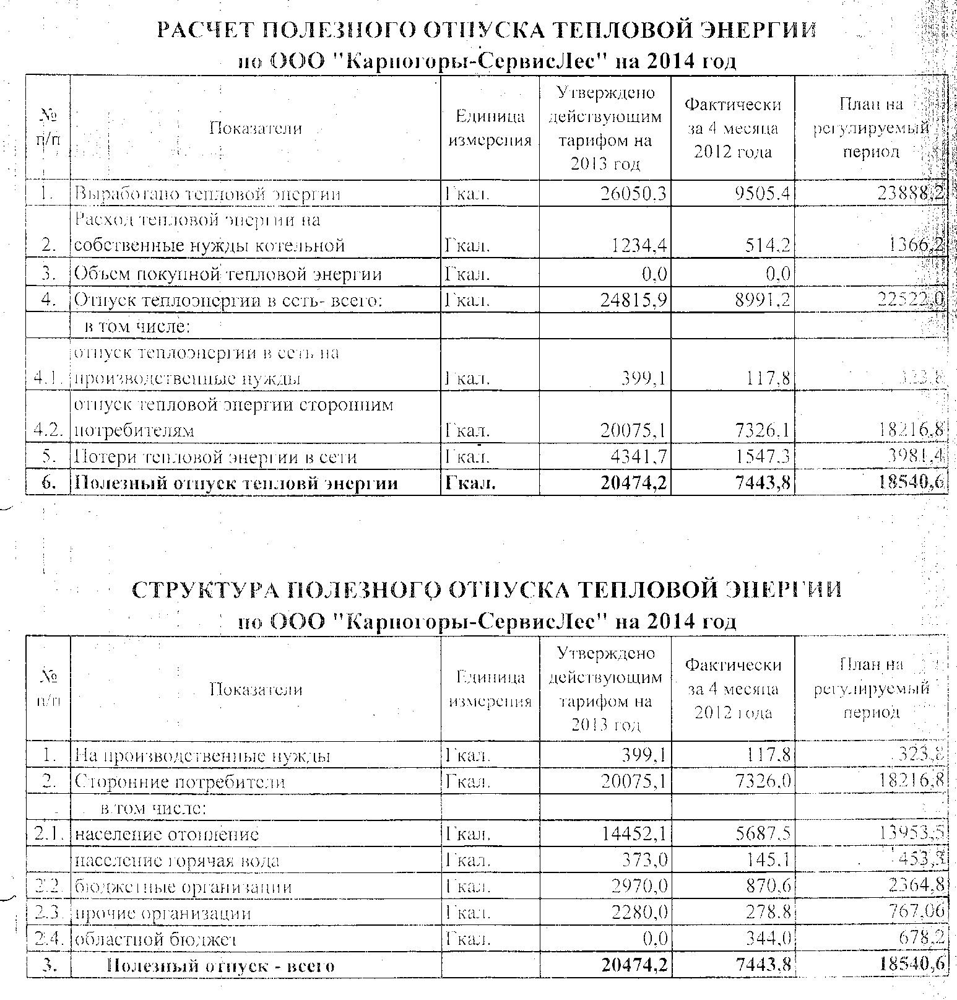 РАСЧЕТ ПОЛЕЗНОГО ОТПУСКА ТЕПЛОВОЙ ЭНЕРГИИ
по ООО "Карпогоры-СервисЛес" на 2014 год
№ п/п Показатели Единица измерения Утверждено действующим тарифом на 2013 год Фактически за 4 месяца 2012 года План на регулируемый период
1. Выработано тепловой энергии Гкал. 26050,3 9505,4 23888,2
Расход тепловой энергии на
2. собственные нужды котельной Гкал. 1234,4 514,2 1366,2
3. Объем покупной тепловой энергии Гкал. 0,0 0,0
4. Отпуск теплоэнергии в сеть- всего: Гкал. 24815,9 8991,2 22522,0
в том числе:
отпуск теплоэнергии в сеть на
4.1. производственные нужды Гкал. 399,1 117,8 323,8
отпуск тепловой энергии сторонним
4.2. потребителям Гкал. 20075,1 7326,1 18216,8
5. Потери тепловой энергии в сети Гкал. 4341,7 1547,3 3981,4
6. Полезный отпуск тепловй энергии Гкал. 20474,2 7443,8 18540,6
СТРУКТУРА ПОЛЕЗНОГО ОТПУСКА ТЕПЛОВОЙ ЭНЕРГИИ
по ООО "Карпогоры-СервисЛес" на 2014 год
№ п/п Показатели Единица измерения Утверждено действующим тарифом на 2013 год Фактически за 4 месяца 2012 года План на регулируемый период
1. На производственные нужды Гкал. 399,1 117,8 323,8
2. Сторонние потребители Гкал. 20075,1 7326,0 18216,8
в том числе:
2.1. население отопление Гкал. 14452,1 5687,5 13953,5
население горячая вода Гкал. 373,0 145,1
2.2. бюджетные организации Гкал. 2970,0 870,6 2364,8
2.3. прочие организации Гкал. 2280,0 278,8 767,06
2.4. областной бюджет Гкал. 0,0 344,0 678,2
3. Полезный отпуск - всего 20474,2 7443,8 18540,6